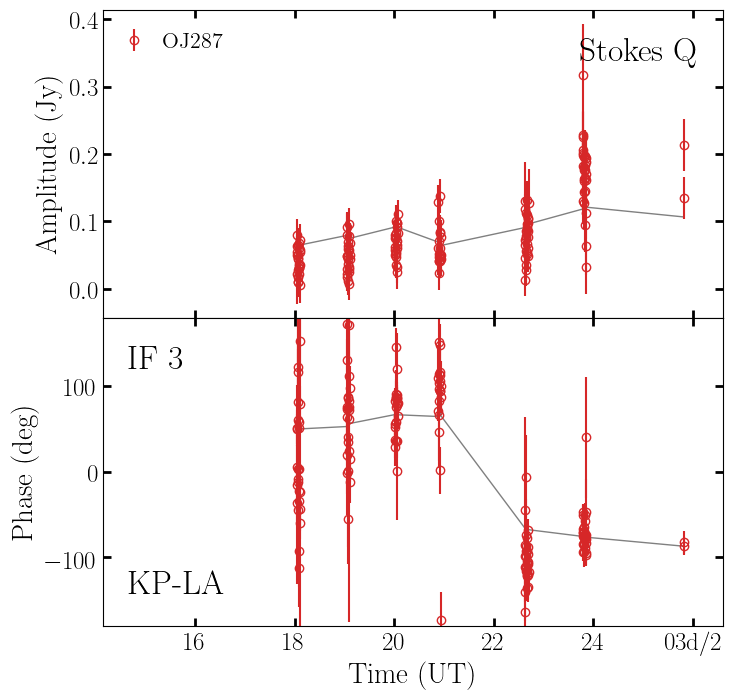 OJ287
Stokes Q
Amplitude (Jy)
0.4
0.3
0.2
0.1
0.0
IF 3
KP-LA
Phase (deg)
100
0
−100
16 18 20 22 24 03d/2
Time (UT)